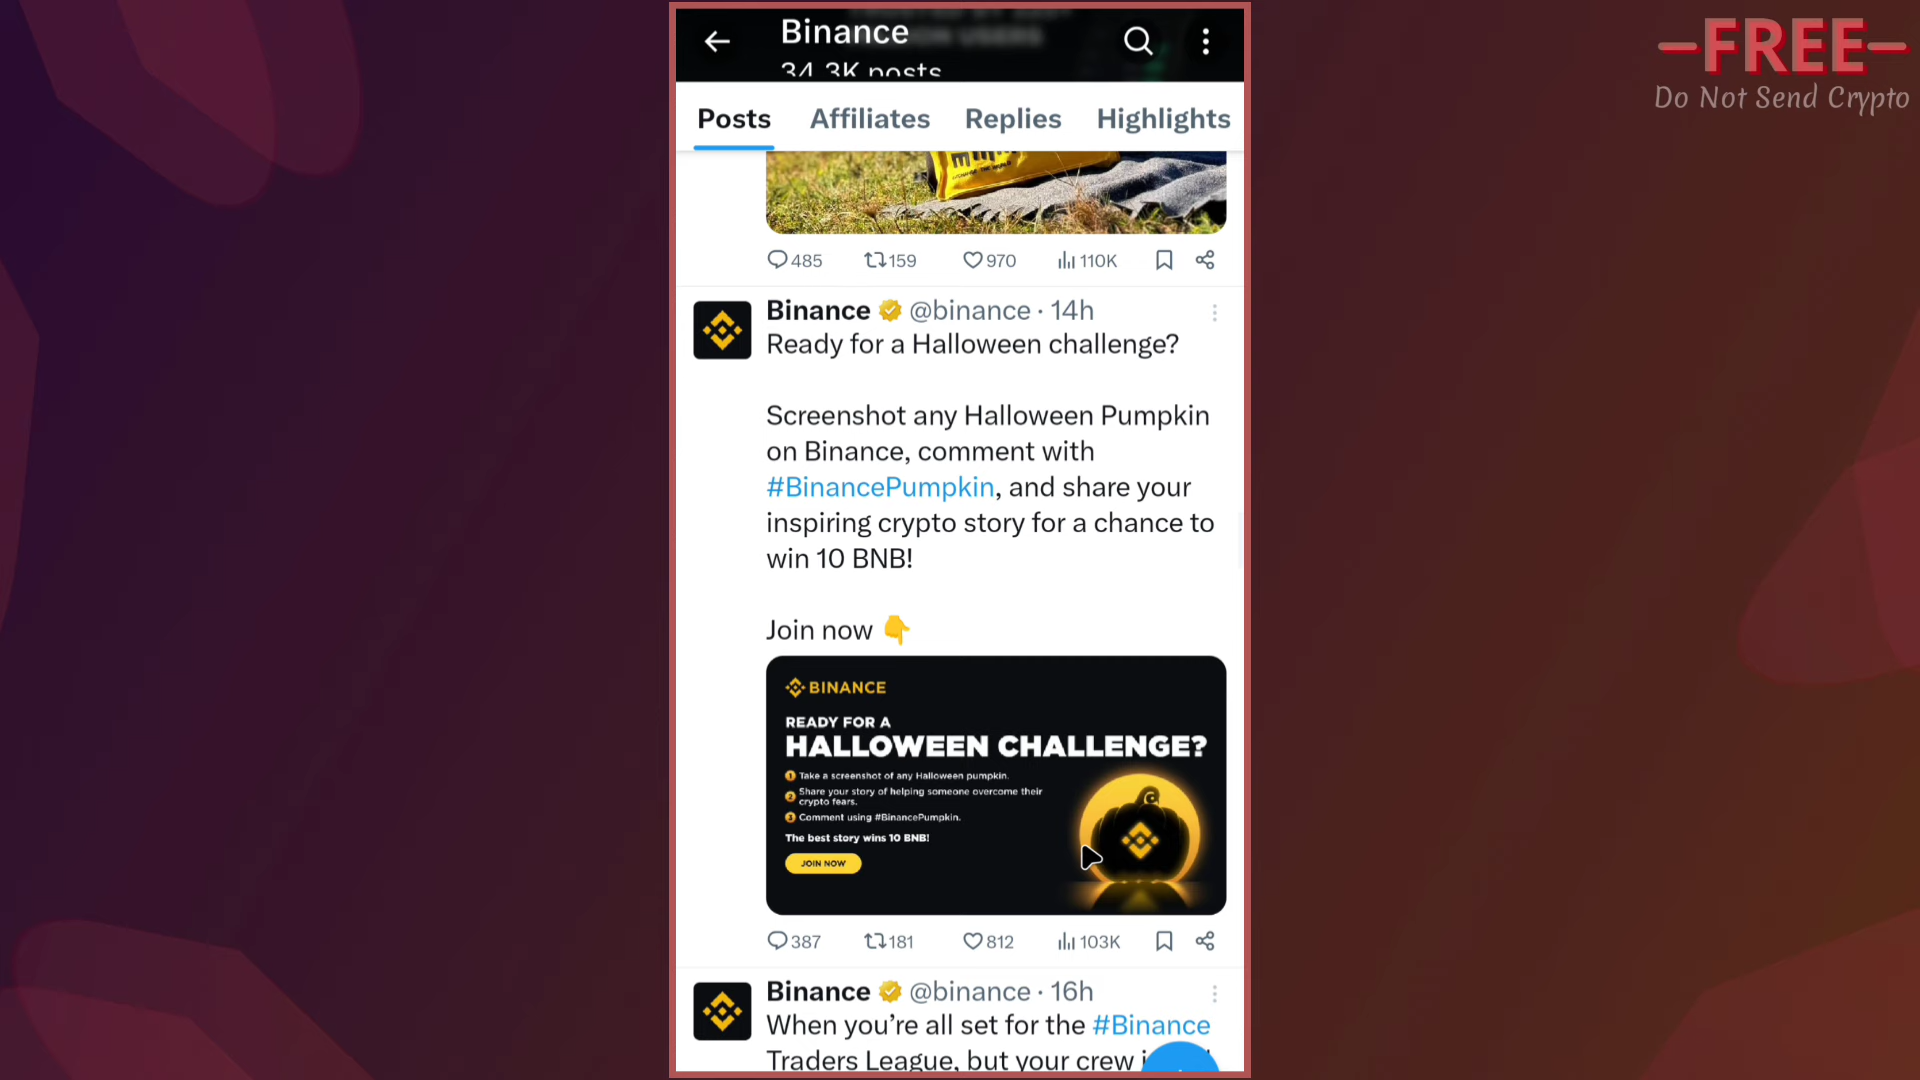 Binance
34.3K posts
FREE
Do Not Send Crypto
Posts Affiliates Replies Highlights
485 159 970 110K
Binance @binance · 14h
Ready for a Halloween challenge?
Screenshot any Halloween Pumpkin
on Binance, comment with
#BinancePumpkin, and share your
inspiring crypto story for a chance to
win 10 BNB!
Join now 👇
BINANCE
READY FOR A
HALLOWEEN CHALLENGE?
1 Take a screenshot of any Halloween pumpkin.
2 Share your story of helping someone overcome their
crypto fears.
3 Comment using #BinancePumpkin.
The best story wins 10 BNB!
JOIN NOW
387 181 812 103K
Binance @binance · 16h
When you're all set for the #Binance
Traders League, but your crew